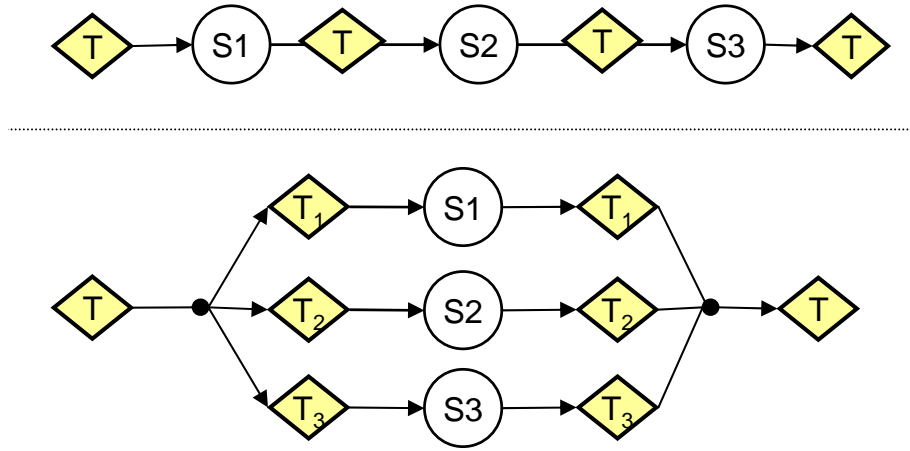 T S1 T S2 T S3 T
T₁ S1 T₁
T T₂ S2 T₂ T
T₃ S3 T₃